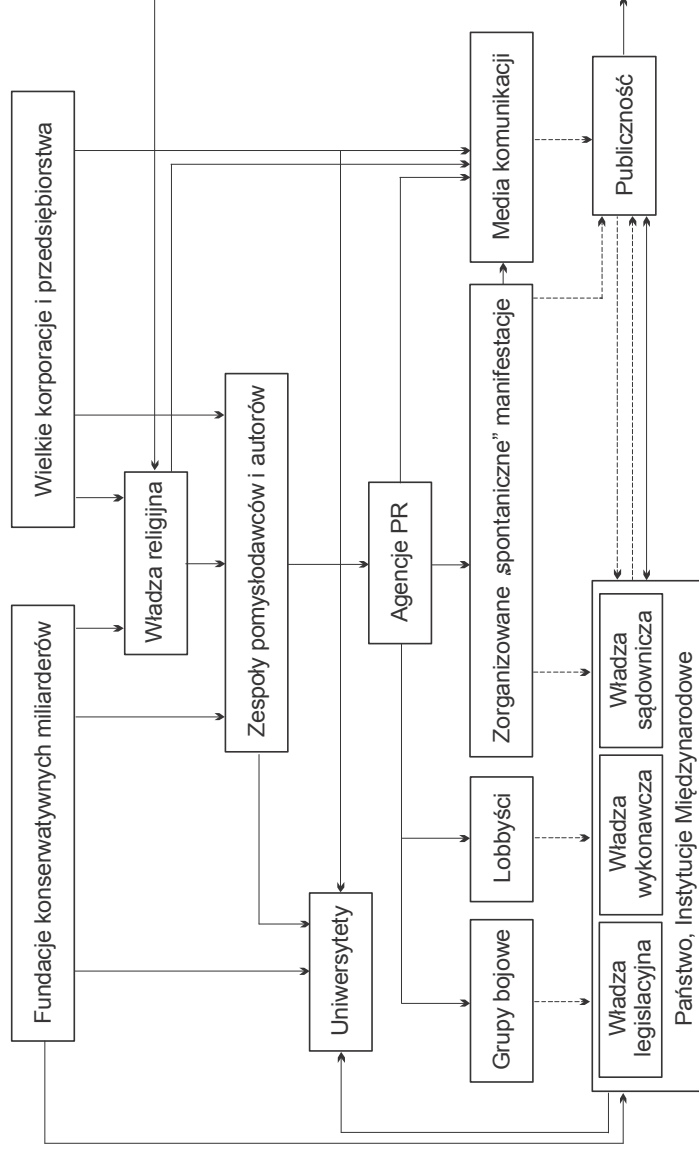 Fundacje konserwatywnych miliarderów
Wielkie korporacje i przedsiębiorstwa
Władza religijna
Zespoły pomysłodawców i autorów
Uniwersytety
Agencje PR
Grupy bojowe
Lobbyści
Zorganizowane „spontaniczne” manifestacje
Media komunikacji
Władza
legislacyjna
Władza
wykonawcza
Władza
sądownicza
Państwo, Instytucje Międzynarodowe
Publiczność